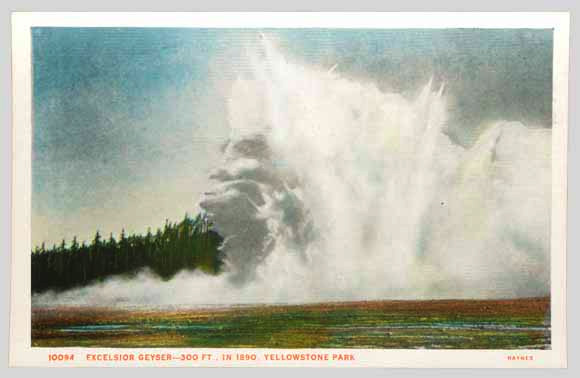 10094 EXCELSIOR GEYSER—300 FT., IN 1890. YELLOWSTONE PARK HAYNES